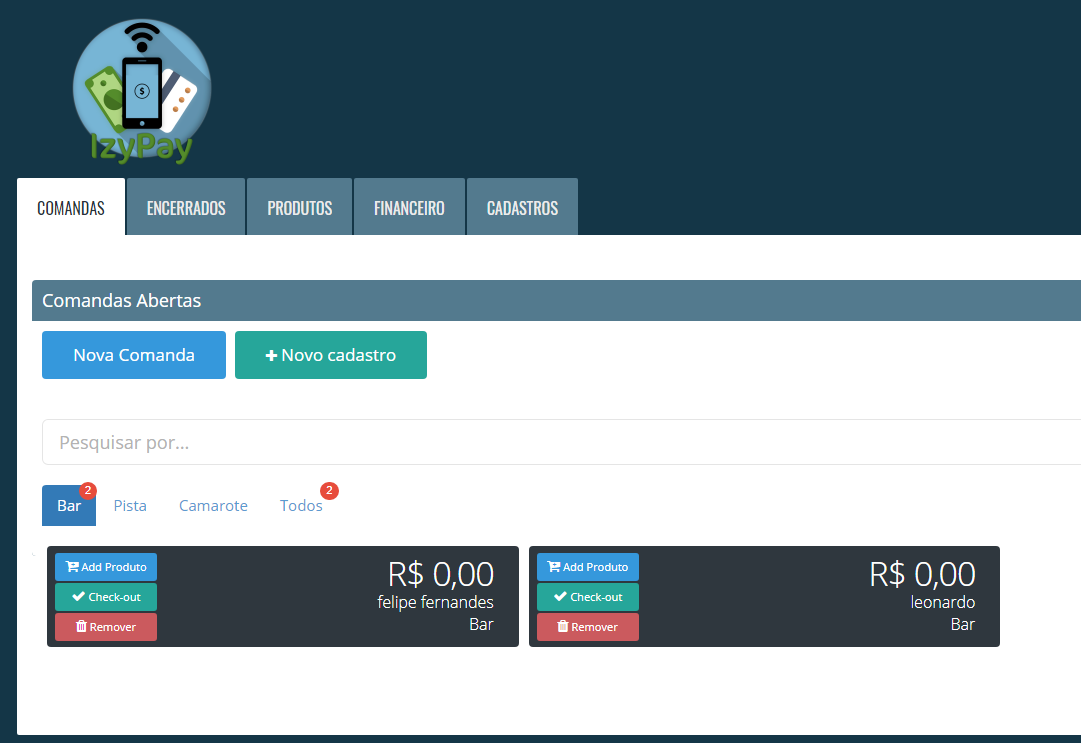 $
IzyPay
COMANDAS ENCERRADOS PRODUTOS FINANCEIRO CADASTROS
Comandas Abertas
Nova Comanda Novo cadastro
Pesquisar por...
Bar 2 Pista Camarote Todos 2
Add Produto
Check-out
Remover
R$ 0,00
felipe fernandes
Bar
Add Produto
Check-out
Remover
R$ 0,00
leonardo
Bar